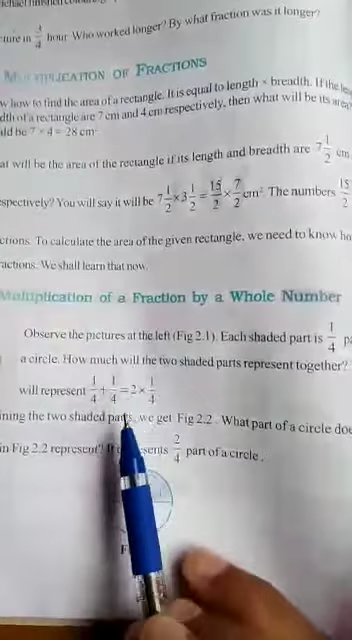 ture in 3/4 hour. Who worked longer? By what fraction was it longer?
MULTIPLICATION OF FRACTIONS
w how to find the area of a rectangle. It is equal to length × breadth. If the
dth of a rectangle are 7 cm and 4 cm respectively, then what will be its area
ld be 7 × 4 = 28 cm
at will be the area of the rectangle if its length and breadth are 7 1/2 cm
spectively? You will say it will be 7 1/2 × 3 1/2 = 15/2 × 7/2 cm². The numbers 15/2
ctions. To calculate the area of the given rectangle, we need to know ho
actions. We shall learn that now.
Multiplication of a Fraction by a Whole Number
Observe the pictures at the left (Fig 2.1). Each shaded part is 1/4 pa
a circle. How much will the two shaded parts represent together?
will represent 1/4 + 1/4 = 2 × 1/4
ining the two shaded parts, we get Fig 2.2. What part of a circle doe
in Fig 2.2 represent? It sents 2/4 part of a circle.
F